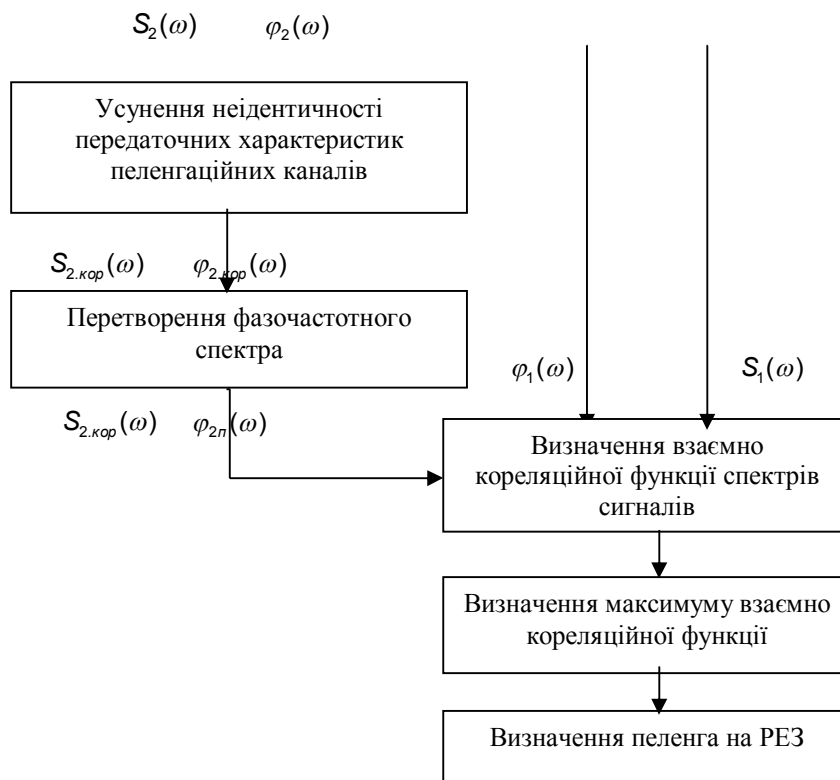 S₂(ω) φ₂(ω)
Усунення неідентичності
передаточних характеристик
пеленгаційних каналів
S₂.кор(ω) φ₂.кор(ω)
Перетворення фазочастотного
спектра
φ₁(ω) S₁(ω)
S₂.кор(ω) φ₂п(ω)
Визначення взаємно
кореляційної функції спектрів
сигналів
Визначення максимуму взаємно
кореляційної функції
Визначення пеленга на РЕЗ